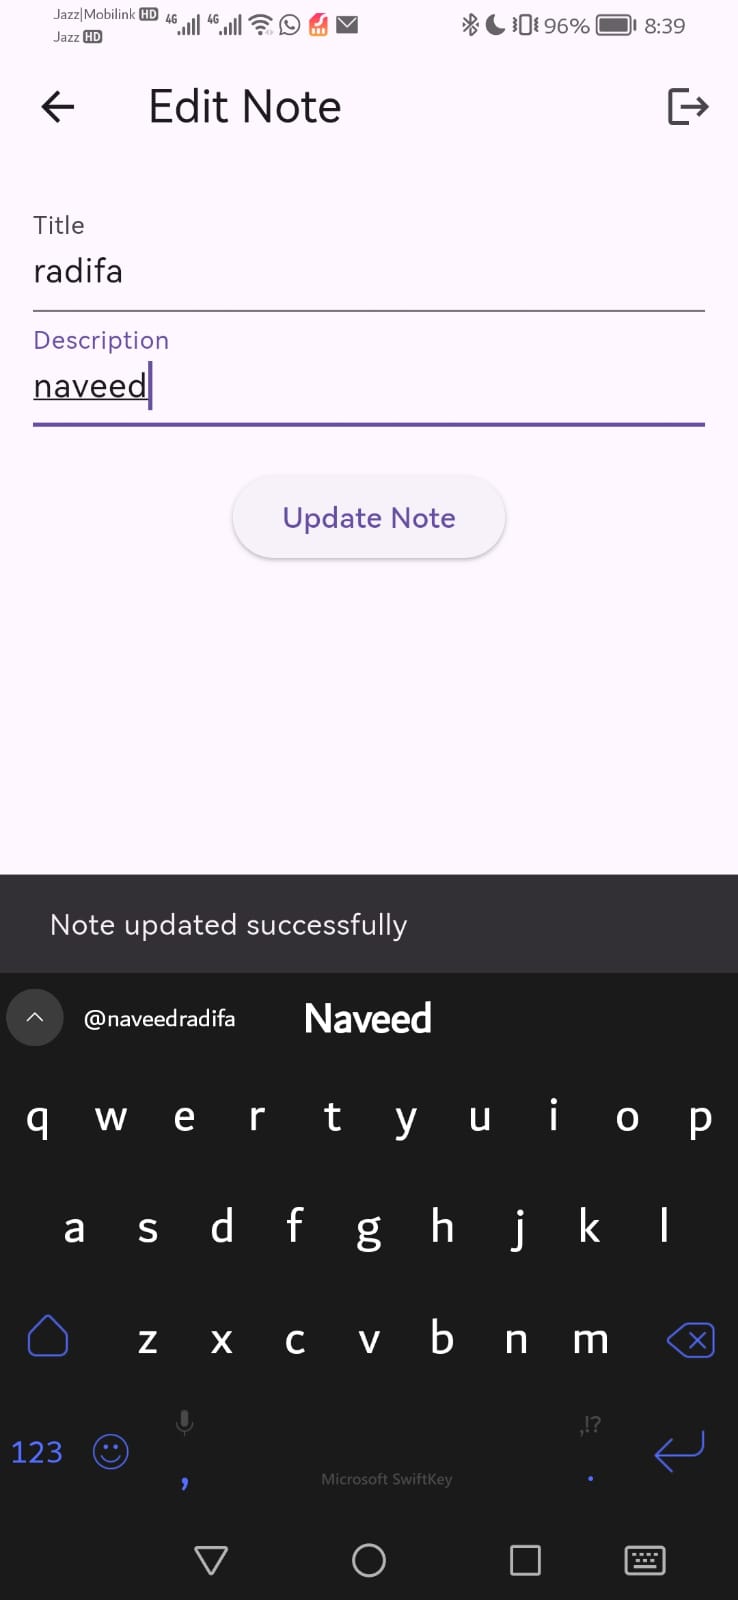 Jazz|Mobilink HD 4G 4G 96% 8:39
Jazz HD
Edit Note
Title
radifa
Description
naveed
Update Note
Note updated successfully
@naveedradifa Naveed
q w e r t y u i o p
a s d f g h j k l
z x c v b n m
,!?
123 , Microsoft SwiftKey .